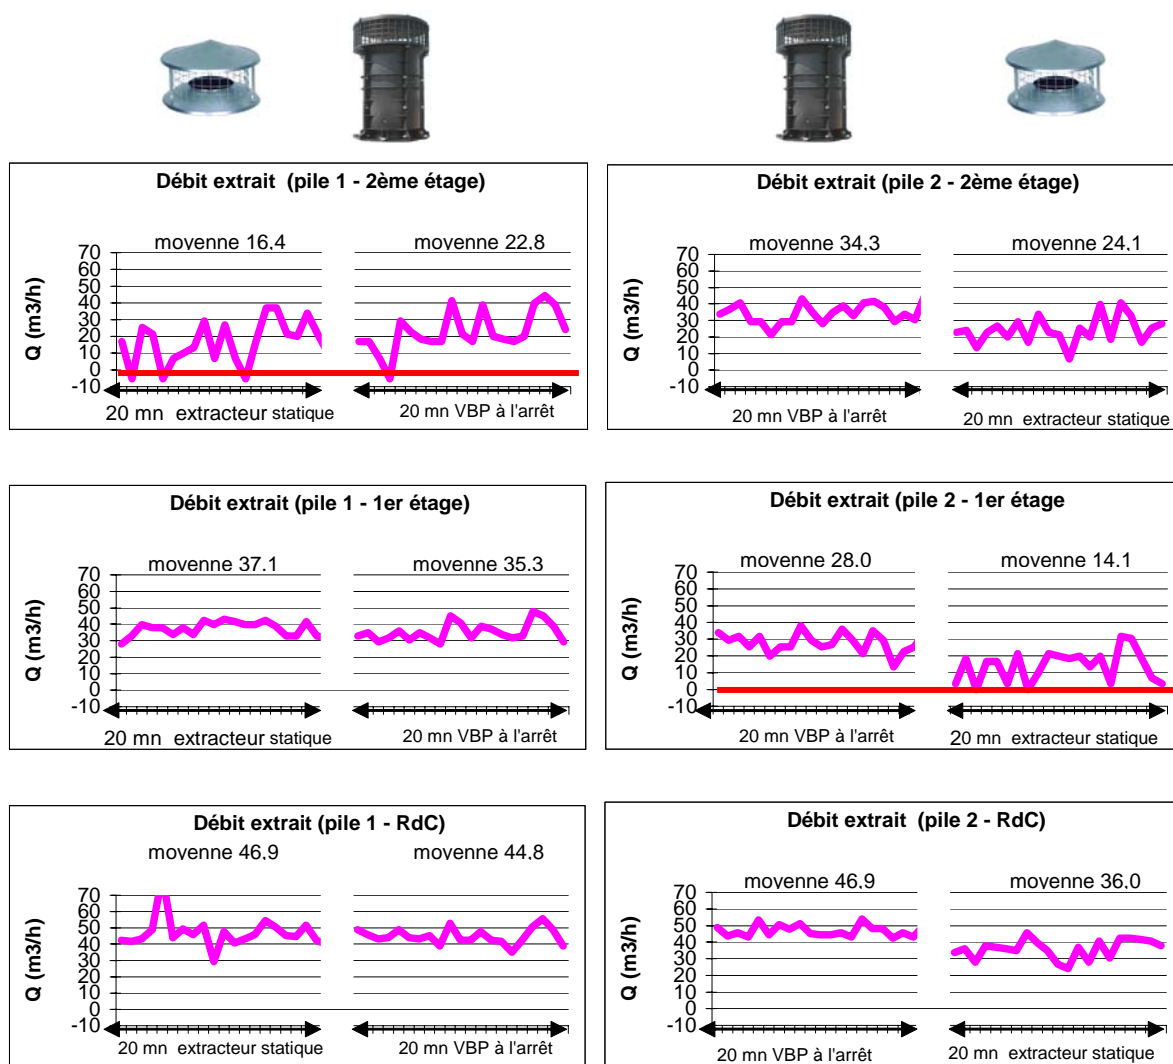 Débit extrait (pile 1 - 2ème étage)
moyenne 16.4
moyenne 22.8
Q (m3/h)
70
60
50
40
30
20
10
0
-10
20 mn extracteur statique
20 mn VBP à l'arrêt
Débit extrait (pile 2 - 2ème étage)
moyenne 34.3
moyenne 24.1
Q (m3/h)
70
60
50
40
30
20
10
0
-10
20 mn VBP à l'arrêt
20 mn extracteur statique
Débit extrait (pile 1 - 1er étage)
moyenne 37.1
moyenne 35.3
Q (m3/h)
70
60
50
40
30
20
10
0
-10
20 mn extracteur statique
20 mn VBP à l'arrêt
Débit extrait (pile 2 - 1er étage
moyenne 28.0
moyenne 14.1
Q (m3/h)
70
60
50
40
30
20
10
0
-10
20 mn VBP à l'arrêt
20 mn extracteur statique
Débit extrait (pile 1 - RdC)
moyenne 46.9
moyenne 44.8
Q (m3/h)
70
60
50
40
30
20
10
0
-10
20 mn extracteur statique
20 mn VBP à l'arrêt
Débit extrait (pile 2 - RdC)
moyenne 46.9
moyenne 36.0
Q (m3/h)
70
60
50
40
30
20
10
0
-10
20 mn VBP à l'arrêt
20 mn extracteur statique